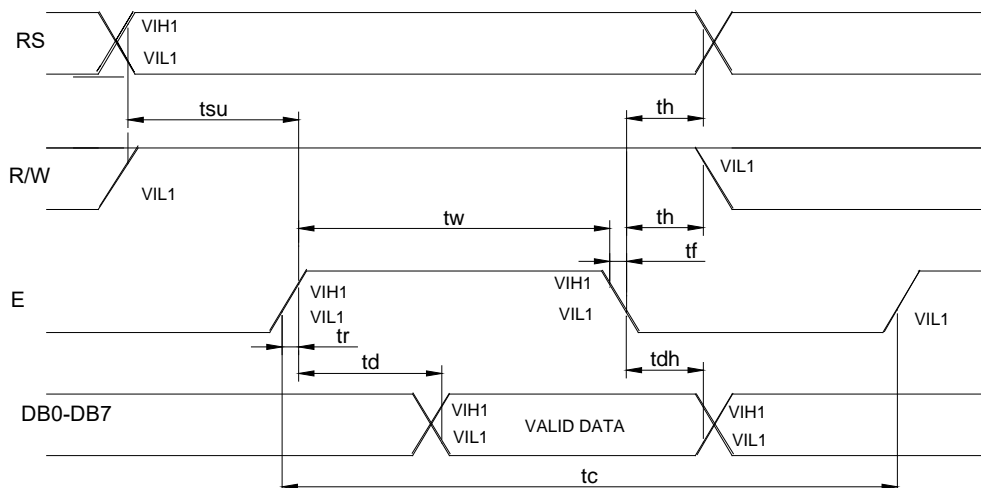 RS
VIH1
VIL1
tsu
th
R/W
VIL1
VIL1
tw
th
tf
E
VIH1
VIL1
VIH1
VIL1
VIL1
tr
td
tdh
DB0-DB7
VIH1
VIL1
VALID DATA
VIH1
VIL1
tc